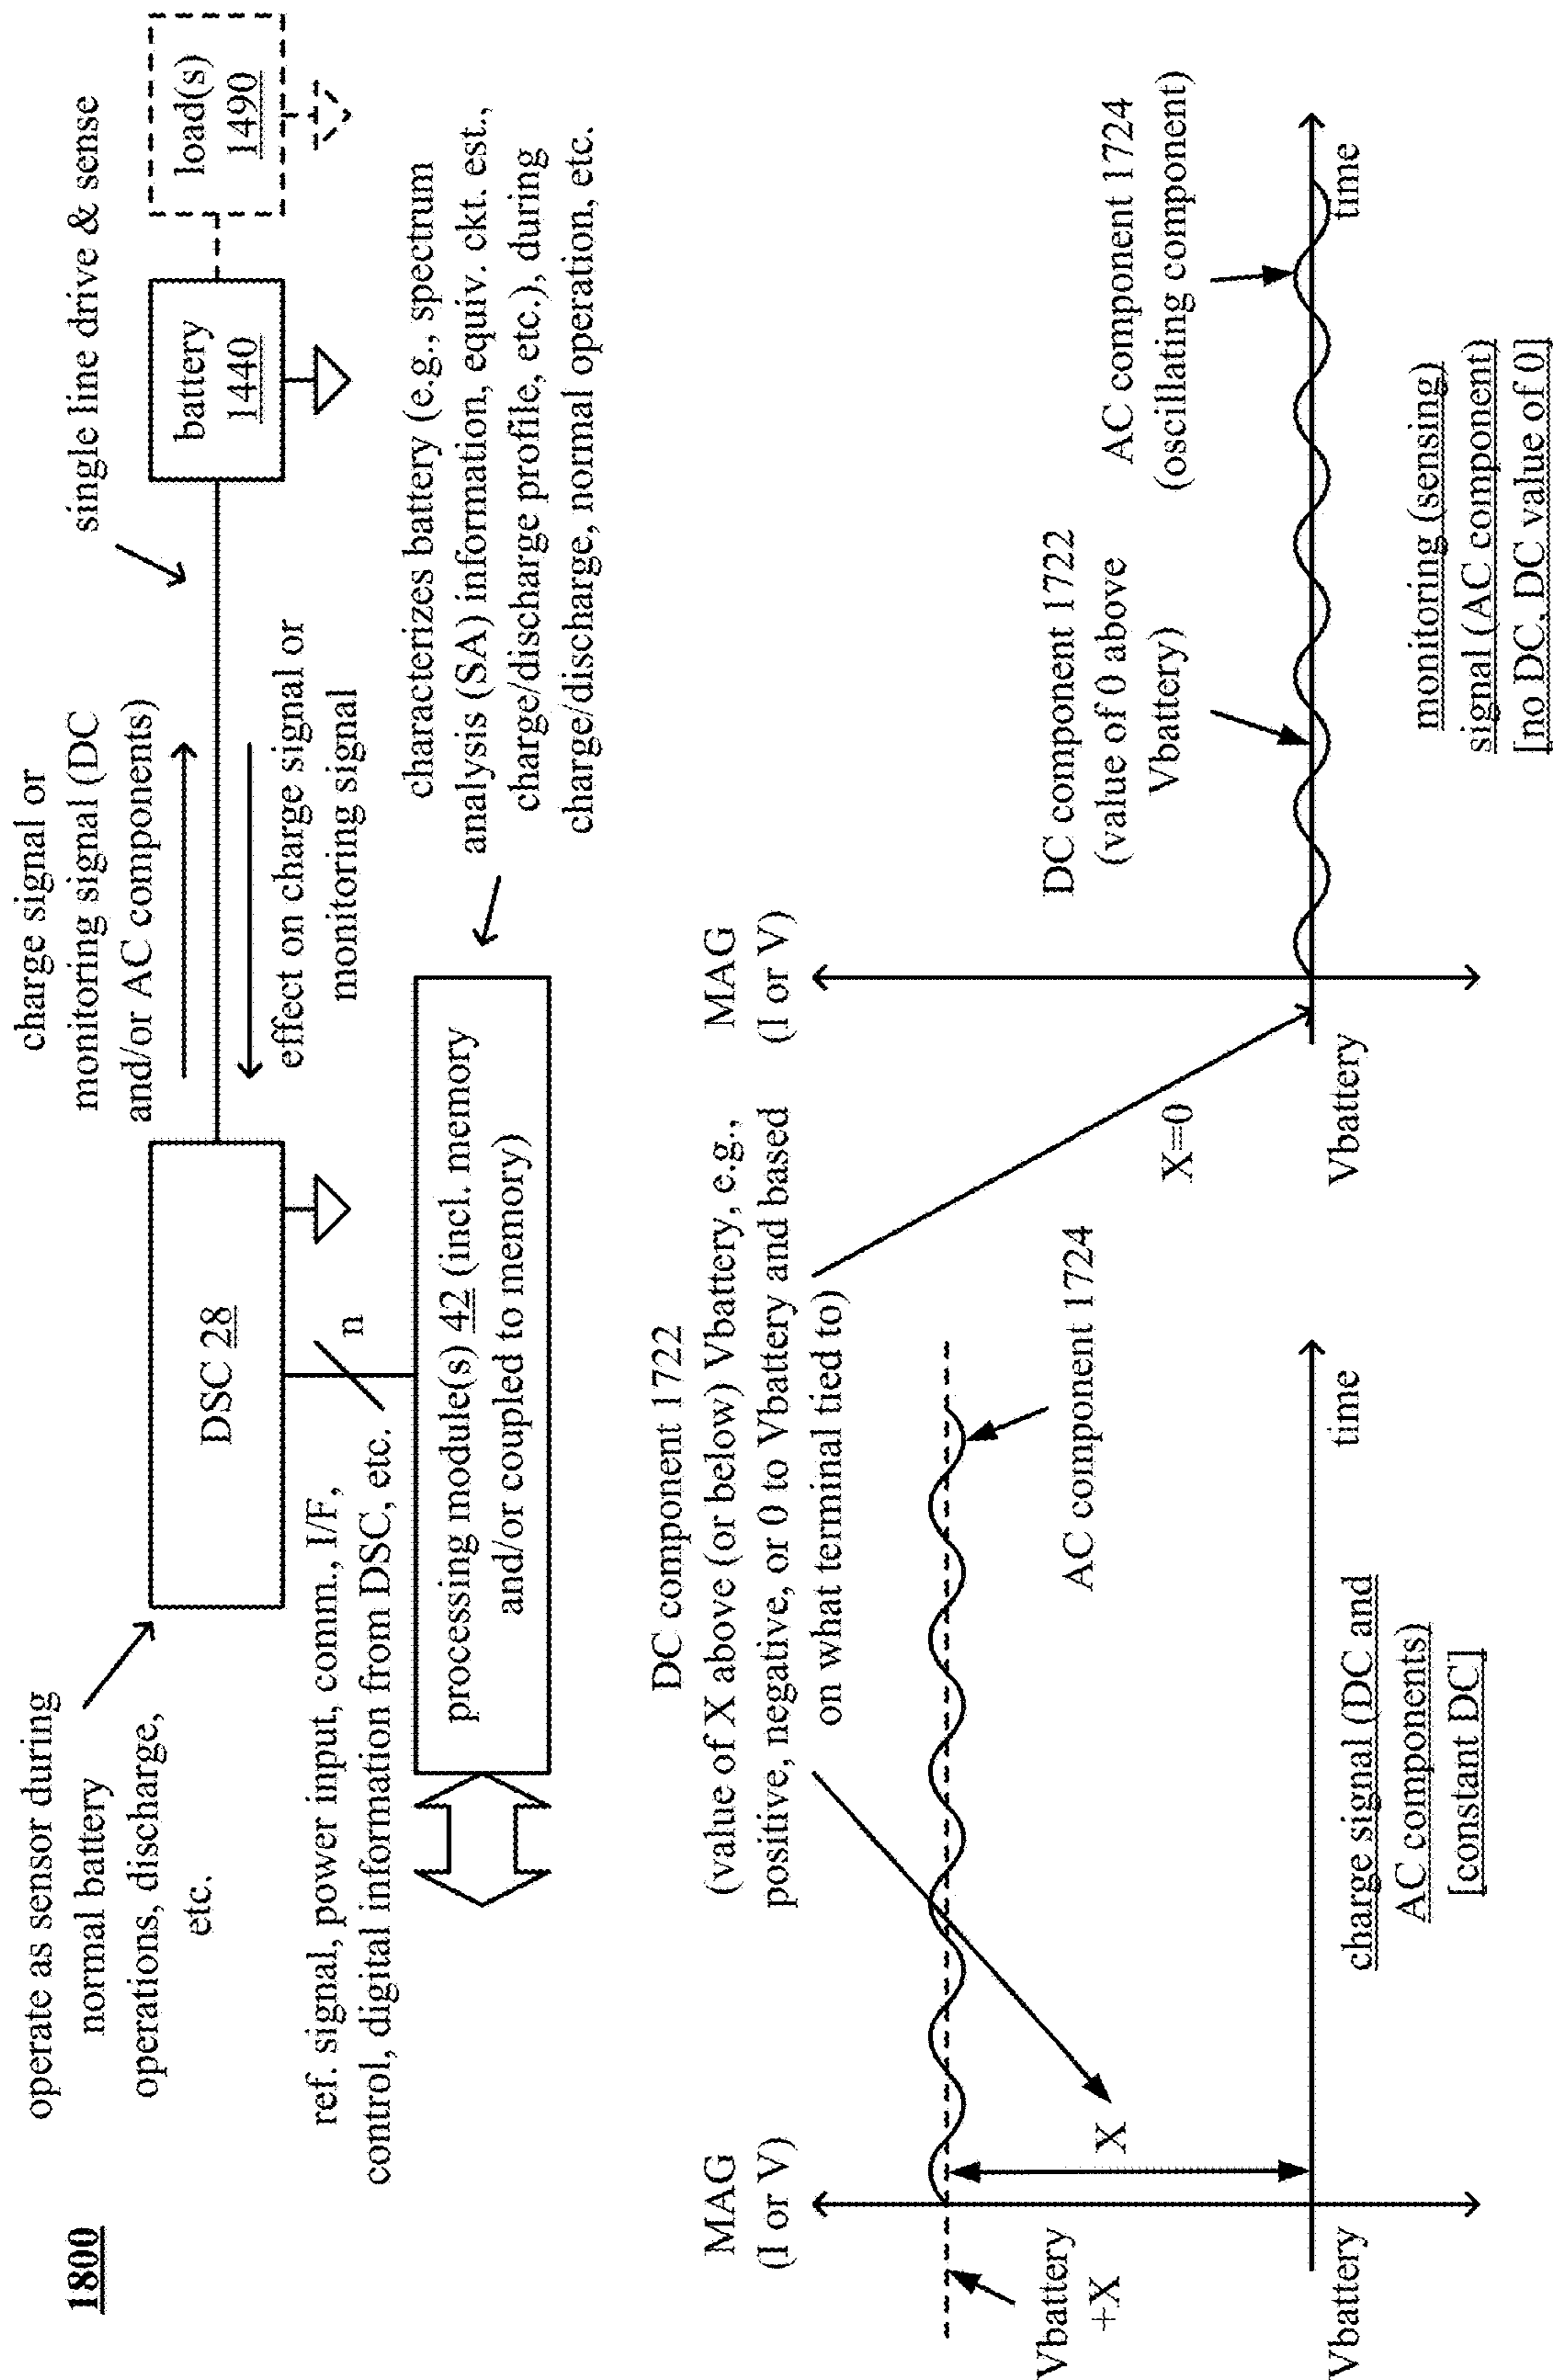 1800
operate as sensor during
normal battery
operations, discharge,
etc.
DSC 28
charge signal or
monitoring signal (DC
and/or AC components)
effect on charge signal or
monitoring signal
single line drive & sense
battery
1440
load(s)
1490
ref. signal, power input, comm., I/F,
control, digital information from DSC, etc.
n
processing module(s) 42 (incl. memory
and/or coupled to memory)
characterizes battery (e.g., spectrum
analysis (SA) information, equiv. ckt. est.,
charge/discharge profile, etc.), during
charge/discharge, normal operation, etc.
DC component 1722
(value of X above (or below) Vbattery, e.g.,
positive, negative, or 0 to Vbattery and based
on what terminal tied to)
MAG
(I or V)
Vbattery
+X
X
Vbattery
AC component 1724
time
charge signal (DC and
AC components)
[constant DC]
MAG
(I or V)
X=0
Vbattery
DC component 1722
(value of 0 above
Vbattery)
AC component 1724
(oscillating component)
time
monitoring (sensing)
signal (AC component)
[no DC, DC value of 0]